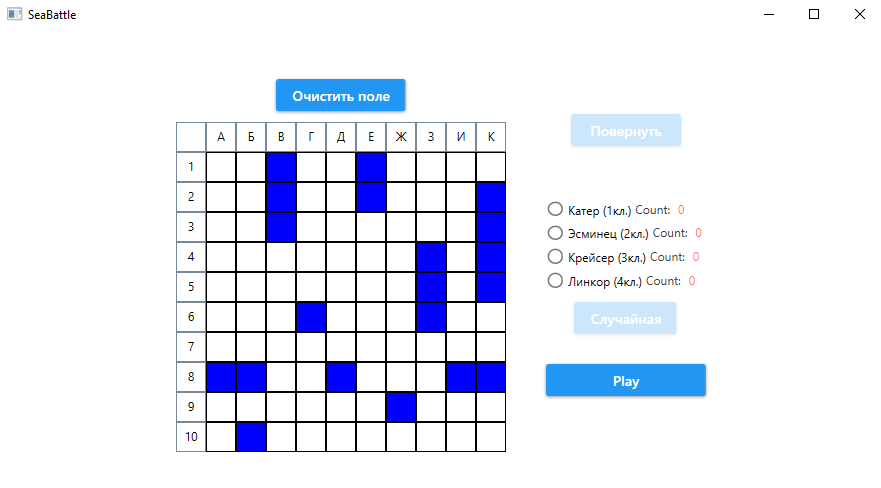 SeaBattle
Очистить поле
А Б В Г Д Е Ж З И К
Повернуть
1
2
3
Катер (1кл.) Count: 0
Эсминец (2кл.) Count: 0
Крейсер (3кл.) Count: 0
Линкор (4кл.) Count: 0
4
5
6
Случайная
7
8
Play
9
10